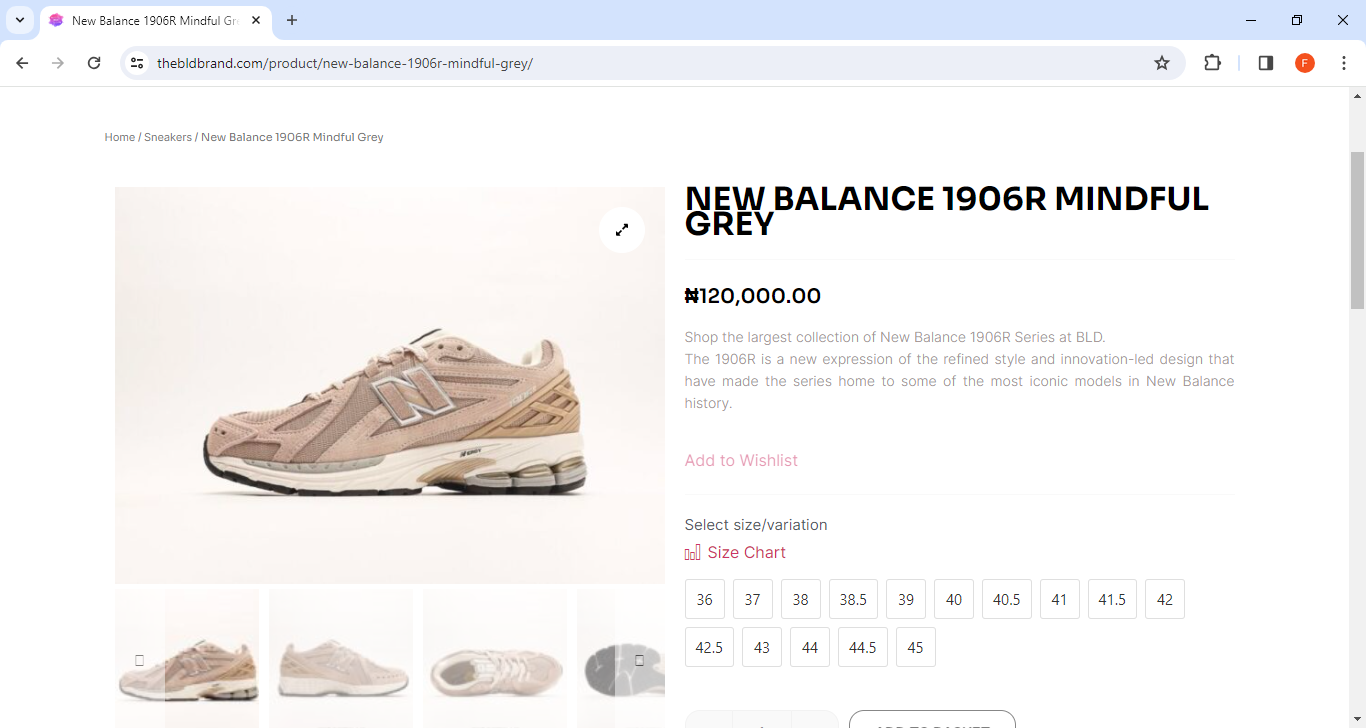 New Balance 1906R Mindful Gre
thebldbrand.com/product/new-balance-1906r-mindful-grey/
F
Home / Sneakers / New Balance 1906R Mindful Grey
NEW BALANCE 1906R MINDFUL
GREY
₦120,000.00
Shop the largest collection of New Balance 1906R Series at BLD.
The 1906R is a new expression of the refined style and innovation-led design that
have made the series home to some of the most iconic models in New Balance
history.
Add to Wishlist
Select size/variation
Size Chart
36 37 38 38.5 39 40 40.5 41 41.5 42
42.5 43 44 44.5 45
ADD TO BASKET
N